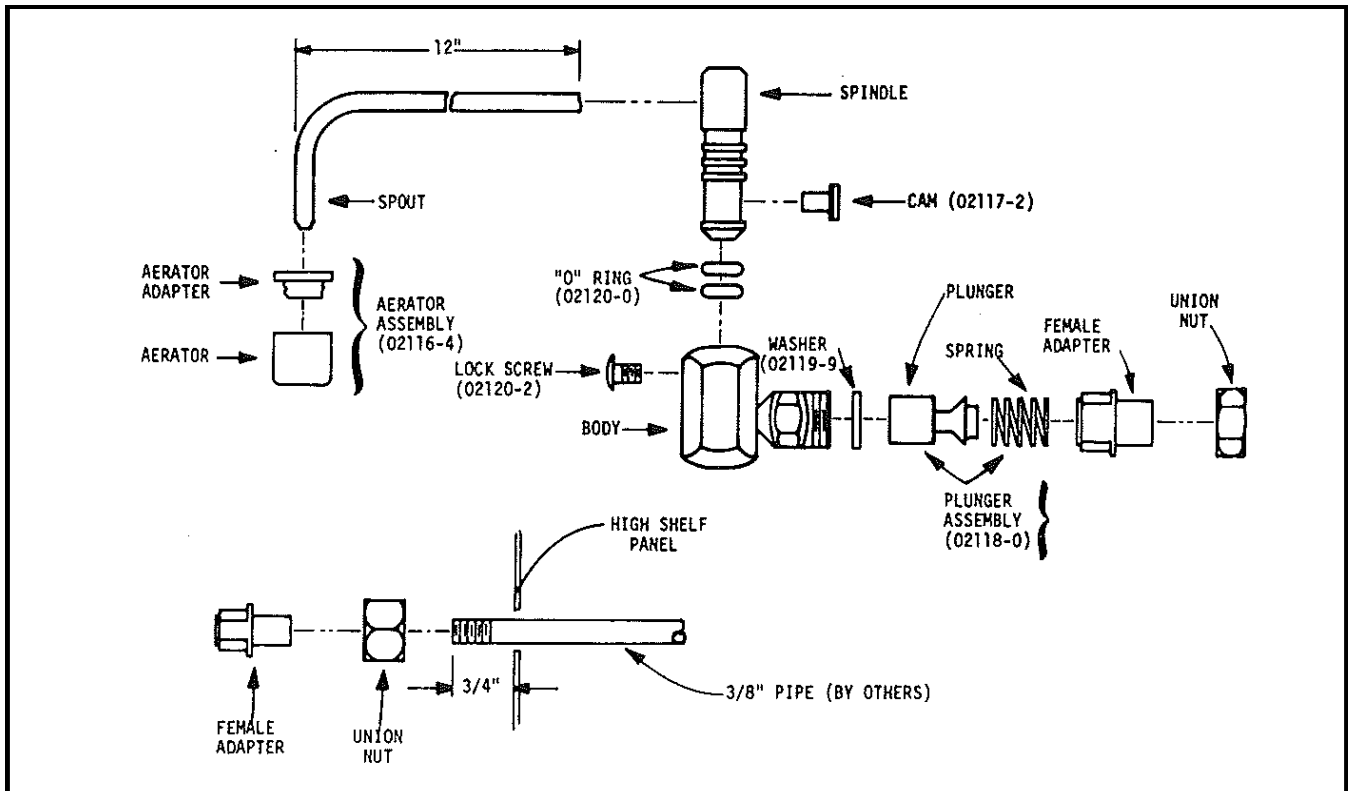 12"
SPINDLE
SPOUT
CAM (02117-2)
AERATOR
ADAPTER
AERATOR
ASSEMBLY
(02116-4)
"O" RING
(02120-0)
AERATOR
PLUNGER
UNION
NUT
WASHER
(02119-9
SPRING
FEMALE
ADAPTER
LOCK SCREW
(02120-2)
BODY
PLUNGER
ASSEMBLY
(02118-0)
HIGH SHELF
PANEL
3/4"
3/8" PIPE (BY OTHERS)
FEMALE
ADAPTER
UNION
NUT